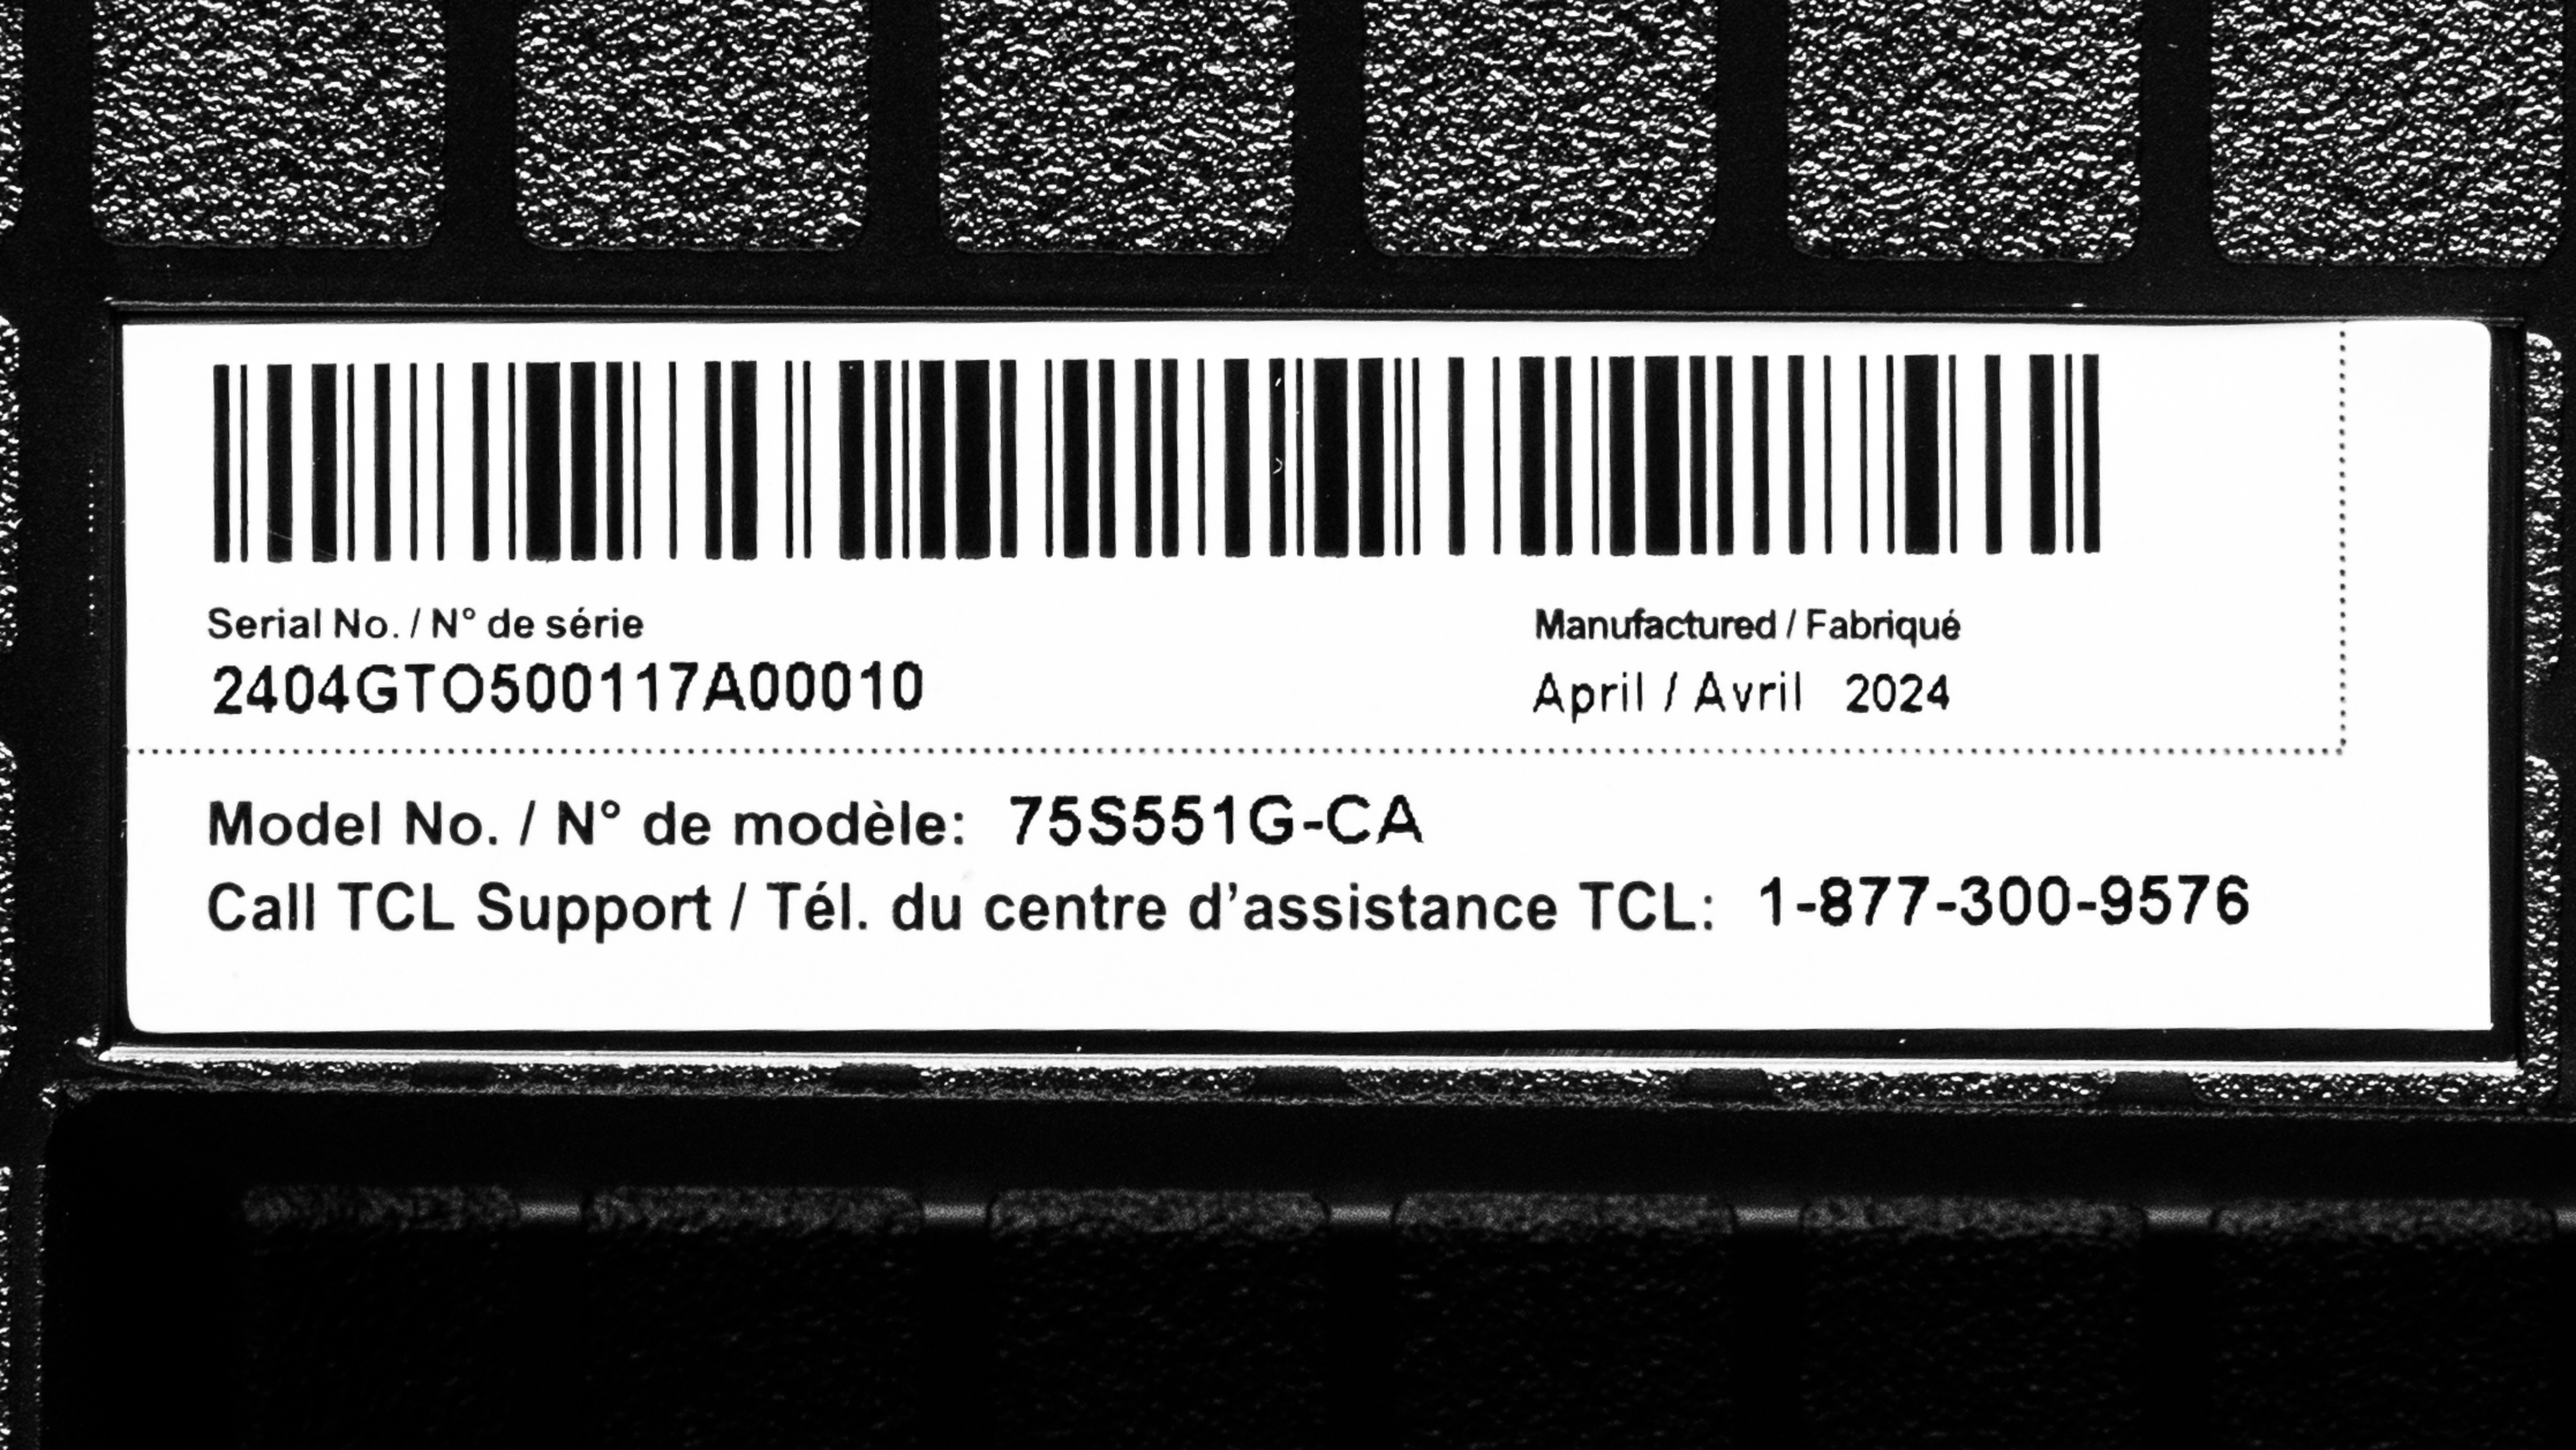 Serial No. / N° de série
2404GTO500117A00010
Manufactured / Fabriqué
April / Avril 2024
Model No. / N° de modèle: 75S551G-CA
Call TCL Support / Tél. du centre d’assistance TCL: 1-877-300-9576